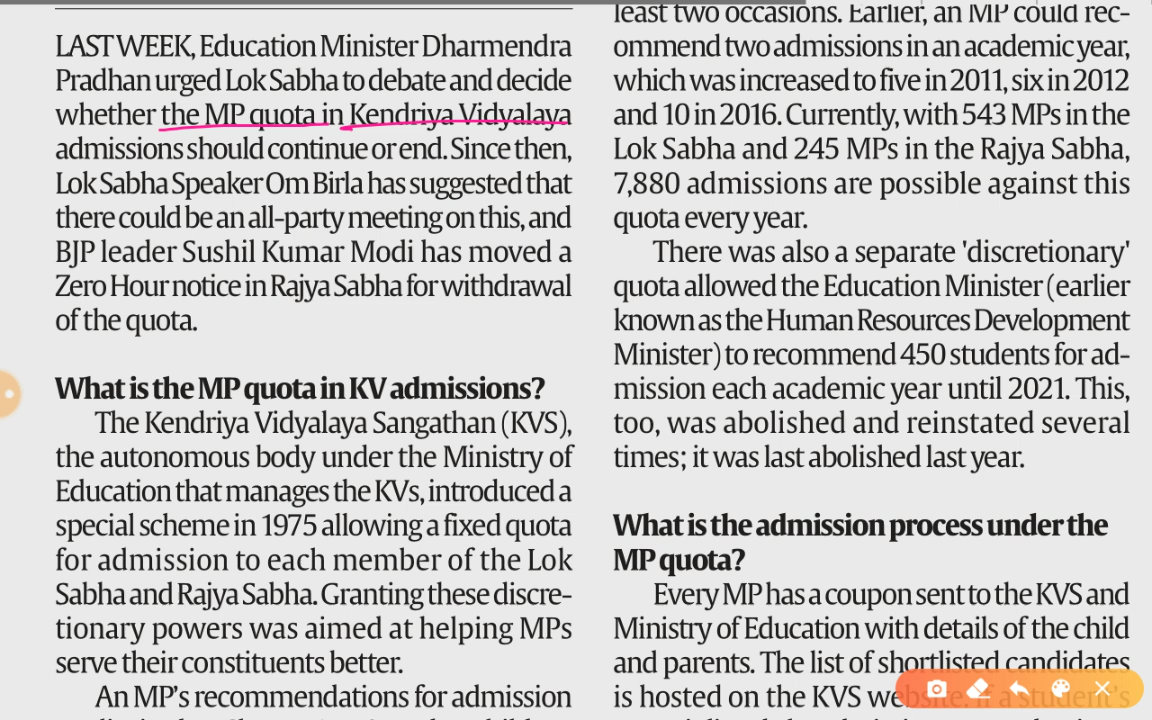 LAST WEEK, Education Minister Dharmendra
Pradhan urged Lok Sabha to debate and decide
whether the MP quota in Kendriya Vidyalaya
admissions should continue or end. Since then,
Lok Sabha Speaker Om Birla has suggested that
there could be an all-party meeting on this, and
BJP leader Sushil Kumar Modi has moved a
Zero Hour notice in Rajya Sabha for withdrawal
of the quota.
What is the MP quota in KV admissions?
The Kendriya Vidyalaya Sangathan (KVS),
the autonomous body under the Ministry of
Education that manages the KVs, introduced a
special scheme in 1975 allowing a fixed quota
for admission to each member of the Lok
Sabha and Rajya Sabha. Granting these discre-
tionary powers was aimed at helping MPs
serve their constituents better.
An MP's recommendations for admission
least two occasions. Earlier, an MP could rec-
ommend two admissions in an academic year,
which was increased to five in 2011, six in 2012
and 10 in 2016. Currently, with 543 MPs in the
Lok Sabha and 245 MPs in the Rajya Sabha,
7,880 admissions are possible against this
quota every year.
There was also a separate 'discretionary'
quota allowed the Education Minister (earlier
known as the Human Resources Development
Minister) to recommend 450 students for ad-
mission each academic year until 2021. This,
too, was abolished and reinstated several
times; it was last abolished last year.
What is the admission process under the
MP quota?
Every MP has a coupon sent to the KVS and
Ministry of Education with details of the child
and parents. The list of shortlisted candidates
is hosted on the KVS website. If a student's